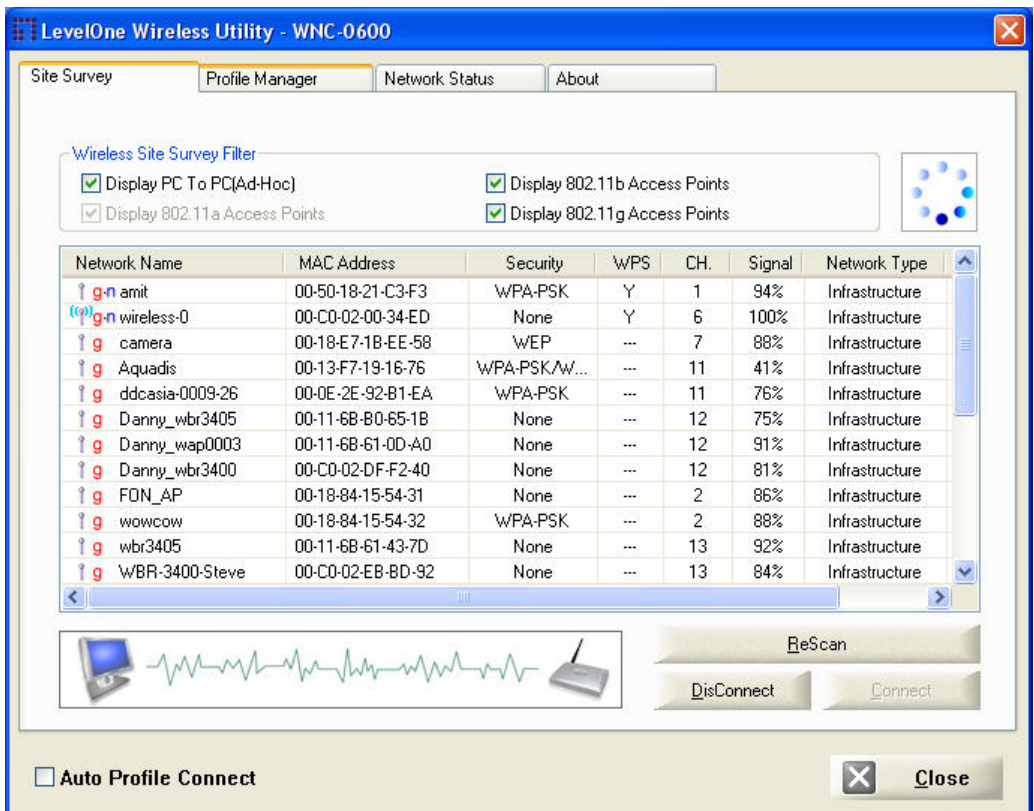 LevelOne Wireless Utility - WNC-0600
Site Survey Profile Manager Network Status About
Wireless Site Survey Filter
Display PC To PC(Ad-Hoc) Display 802.11b Access Points
Display 802.11a Access Points Display 802.11g Access Points
Network Name MAC Address Security WPS CH. Signal Network Type
g-n amit 00-50-18-21-C3-F3 WPA-PSK Y 1 94% Infrastructure
g-n wireless-0 00-C0-02-00-34-ED None Y 6 100% Infrastructure
g camera 00-18-E7-1B-EE-58 WEP --- 7 88% Infrastructure
g Aquadis 00-13-F7-19-16-76 WPA-PSK/W... --- 11 41% Infrastructure
g ddcasia-0009-26 00-0E-2E-92-B1-EA WPA-PSK --- 11 76% Infrastructure
g Danny_wbr3405 00-11-6B-B0-65-1B None --- 12 75% Infrastructure
g Danny_wap0003 00-11-6B-61-0D-A0 None --- 12 91% Infrastructure
g Danny_wbr3400 00-C0-02-DF-F2-40 None --- 12 81% Infrastructure
g FON_AP 00-18-84-15-54-31 None --- 2 86% Infrastructure
g wowcow 00-18-84-15-54-32 WPA-PSK --- 2 88% Infrastructure
g wbr3405 00-11-6B-61-43-7D None --- 13 92% Infrastructure
g WBR-3400-Steve 00-C0-02-EB-BD-92 None --- 13 84% Infrastructure
ReScan
DisConnect Connect
Auto Profile Connect Close